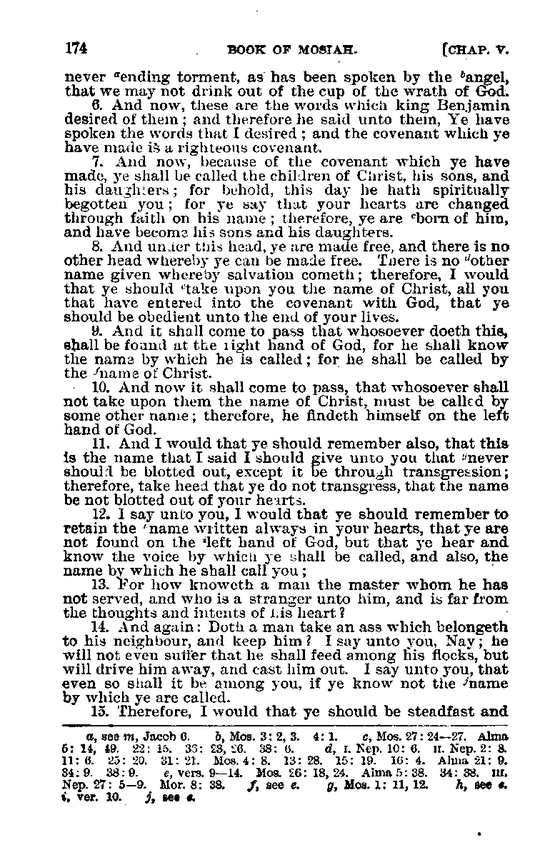 174 BOOK OF MOSIAH. [CHAP. V.
never ᵃending torment, as has been spoken by the ᵇangel,
that we may not drink out of the cup of the wrath of God.
6. And now, these are the words which king Benjamin
desired of them; and therefore he said unto them, Ye have
spoken the words that I desired; and the covenant which ye
have made is a righteous covenant.
7. And now, because of the covenant which ye have
made, ye shall be called the children of Christ, his sons, and
his daughters; for behold, this day he hath spiritually
begotten you; for ye say that your hearts are changed
through faith on his name; therefore, ye are ᶜborn of him,
and have become his sons and his daughters.
8. And under this head, ye are made free, and there is no
other head whereby ye can be made free. There is no ᵈother
name given whereby salvation cometh; therefore, I would
that ye should ᵉtake upon you the name of Christ, all you
that have entered into the covenant with God, that ye
should be obedient unto the end of your lives.
9. And it shall come to pass that whosoever doeth this,
shall be found at the right hand of God, for he shall know
the name by which he is called; for he shall be called by
the ᶠname of Christ.
10. And now it shall come to pass, that whosoever shall
not take upon them the name of Christ, must be called by
some other name; therefore, he findeth himself on the left
hand of God.
11. And I would that ye should remember also, that this
is the name that I said I should give unto you that ᵍnever
should be blotted out, except it be through transgression;
therefore, take heed that ye do not transgress, that the name
be not blotted out of your hearts.
12. I say unto you, I would that ye should remember to
retain the ʰname written always in your hearts, that ye are
not found on the ⁱleft hand of God, but that ye hear and
know the voice by which ye shall be called, and also, the
name by which he shall call you;
13. For how knoweth a man the master whom he has
not served, and who is a stranger unto him, and is far from
the thoughts and intents of his heart?
14. And again: Doth a man take an ass which belongeth
to his neighbour, and keep him? I say unto you, Nay; he
will not even suffer that he shall feed among his flocks, but
will drive him away, and cast him out. I say unto you, that
even so shall it be among you, if ye know not the ʲname
by which ye are called.
15. Therefore, I would that ye should be steadfast and
a, see m, Jacob 6. b, Mos. 3: 2, 3. 4: 1. c, Mos. 27: 24—27. Alma
5: 14, 49. 22: 15. 36: 23, 26. 38: 6. d, I. Nep. 10: 6. II. Nep. 2: 8.
11: 6. 25: 20. 31: 21. Mos. 4: 8. 13: 28. 15: 19. 16: 4. Alma 21: 9.
34: 9. 38: 9. e, vers. 9—14. Mos. 26: 18, 24. Alma 5: 38. 34: 38. III.
Nep. 27: 5—9. Mor. 8: 38. f, see e. g, Mos. 1: 11, 12. h, see e.
i, ver. 10. j, see e.